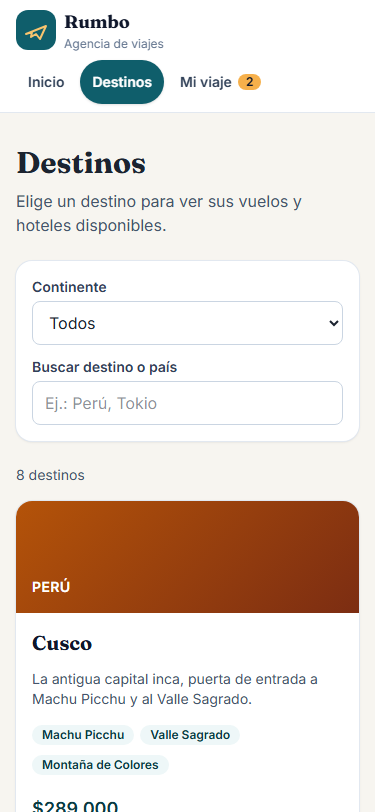 Rumbo
Agencia de viajes
Inicio
Destinos
Mi viaje 2
Destinos
Elige un destino para ver sus vuelos y
hoteles disponibles.
Continente
Todos
Buscar destino o país
Ej.: Perú, Tokio
8 destinos
PERÚ
Cusco
La antigua capital inca, puerta de entrada a
Machu Picchu y al Valle Sagrado.
Machu Picchu
Valle Sagrado
Montaña de Colores
$289.000